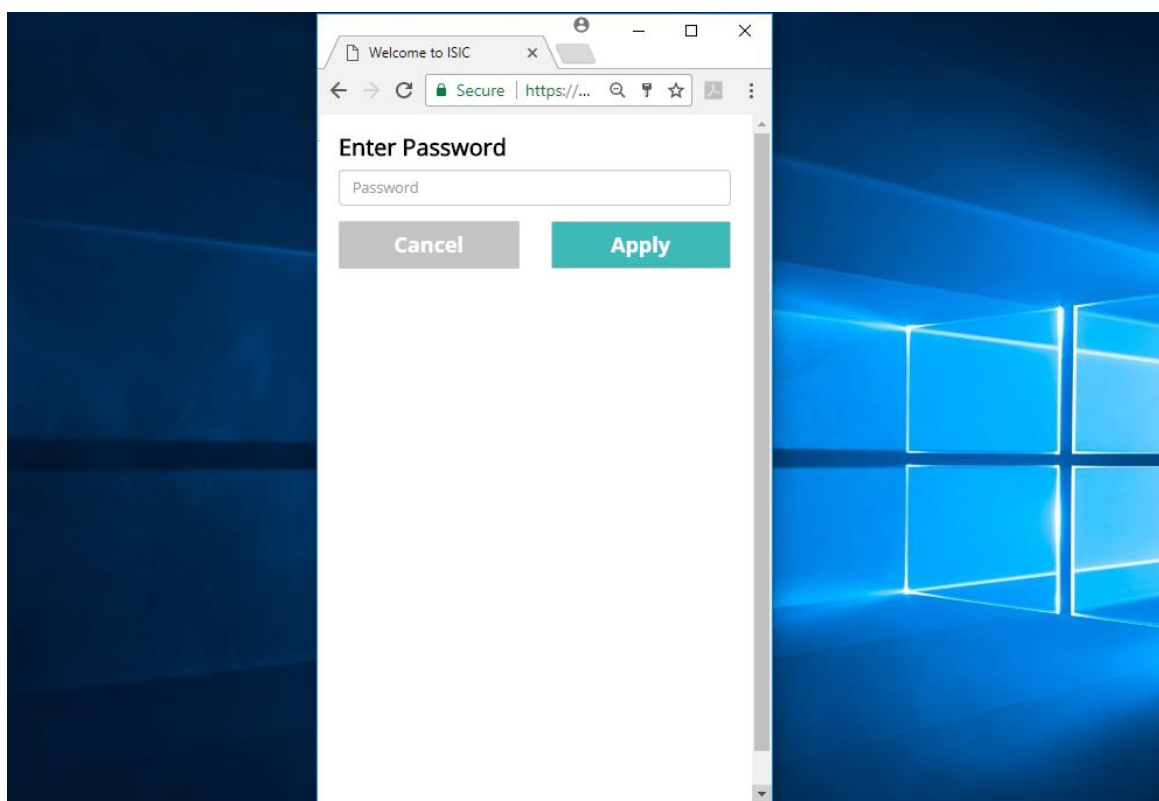 Welcome to ISIC
Secure | https://...
Enter Password
Password
Cancel
Apply